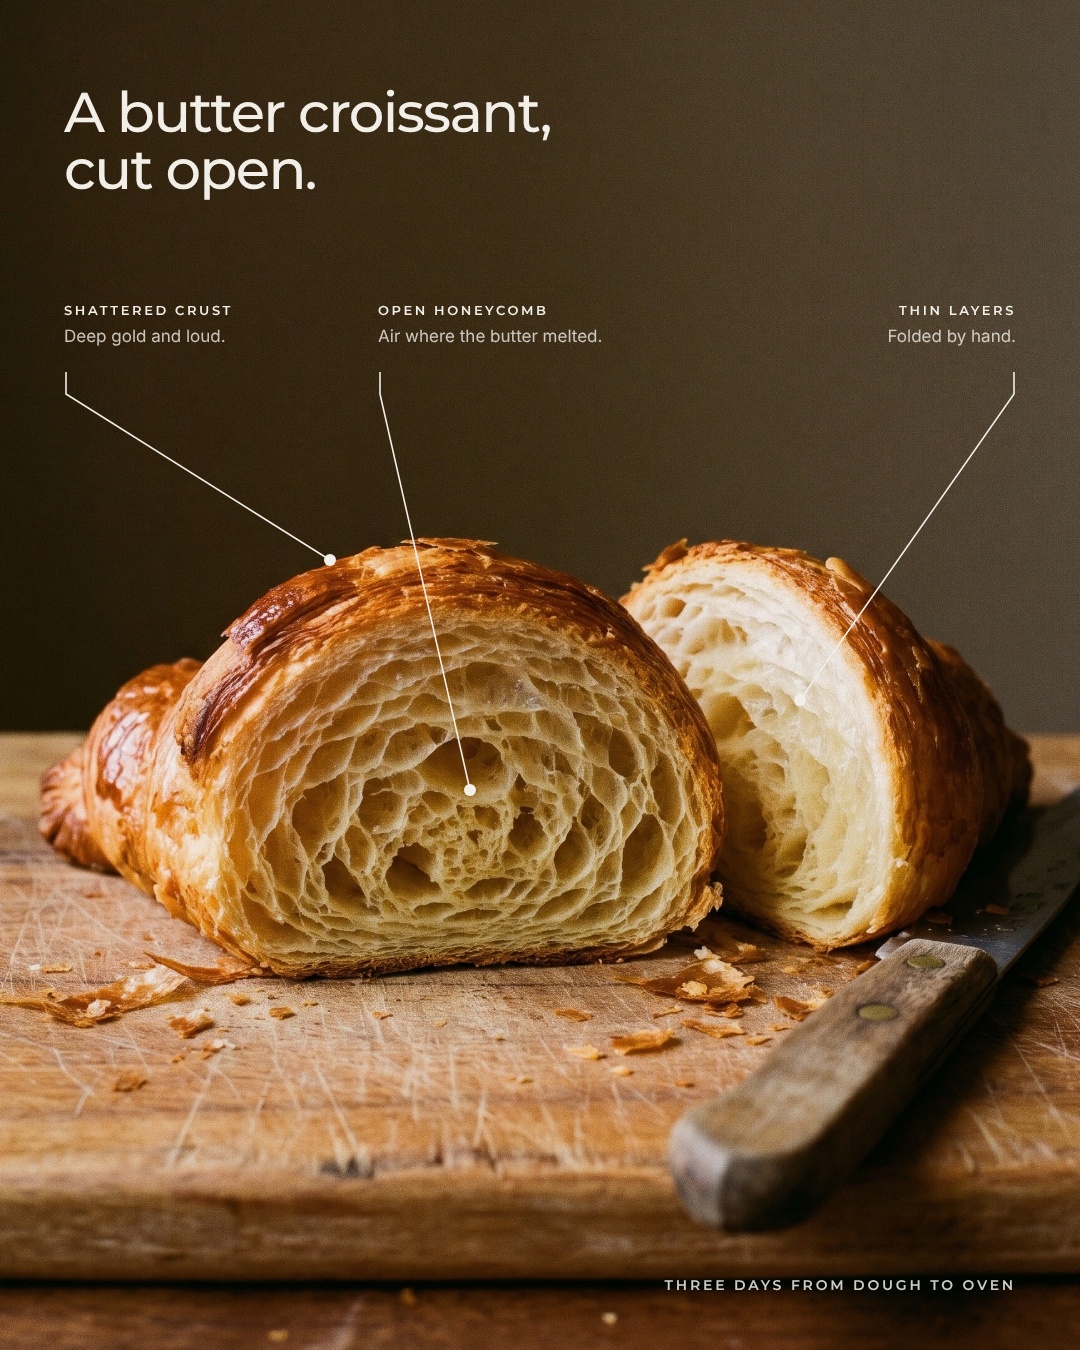 A butter croissant,
cut open.
SHATTERED CRUST
Deep gold and loud.
OPEN HONEYCOMB
Air where the butter melted.
THIN LAYERS
Folded by hand.
THREE DAYS FROM DOUGH TO OVEN